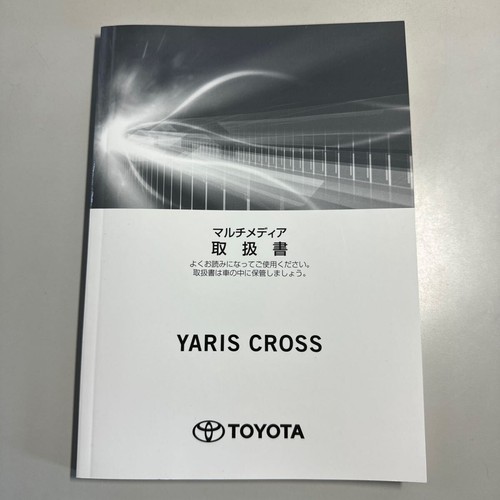 マルチメディア
取扱書
よくお読みになってご使用ください。
取扱書は車の中に保管しましょう。
YARIS CROSS
TOYOTA